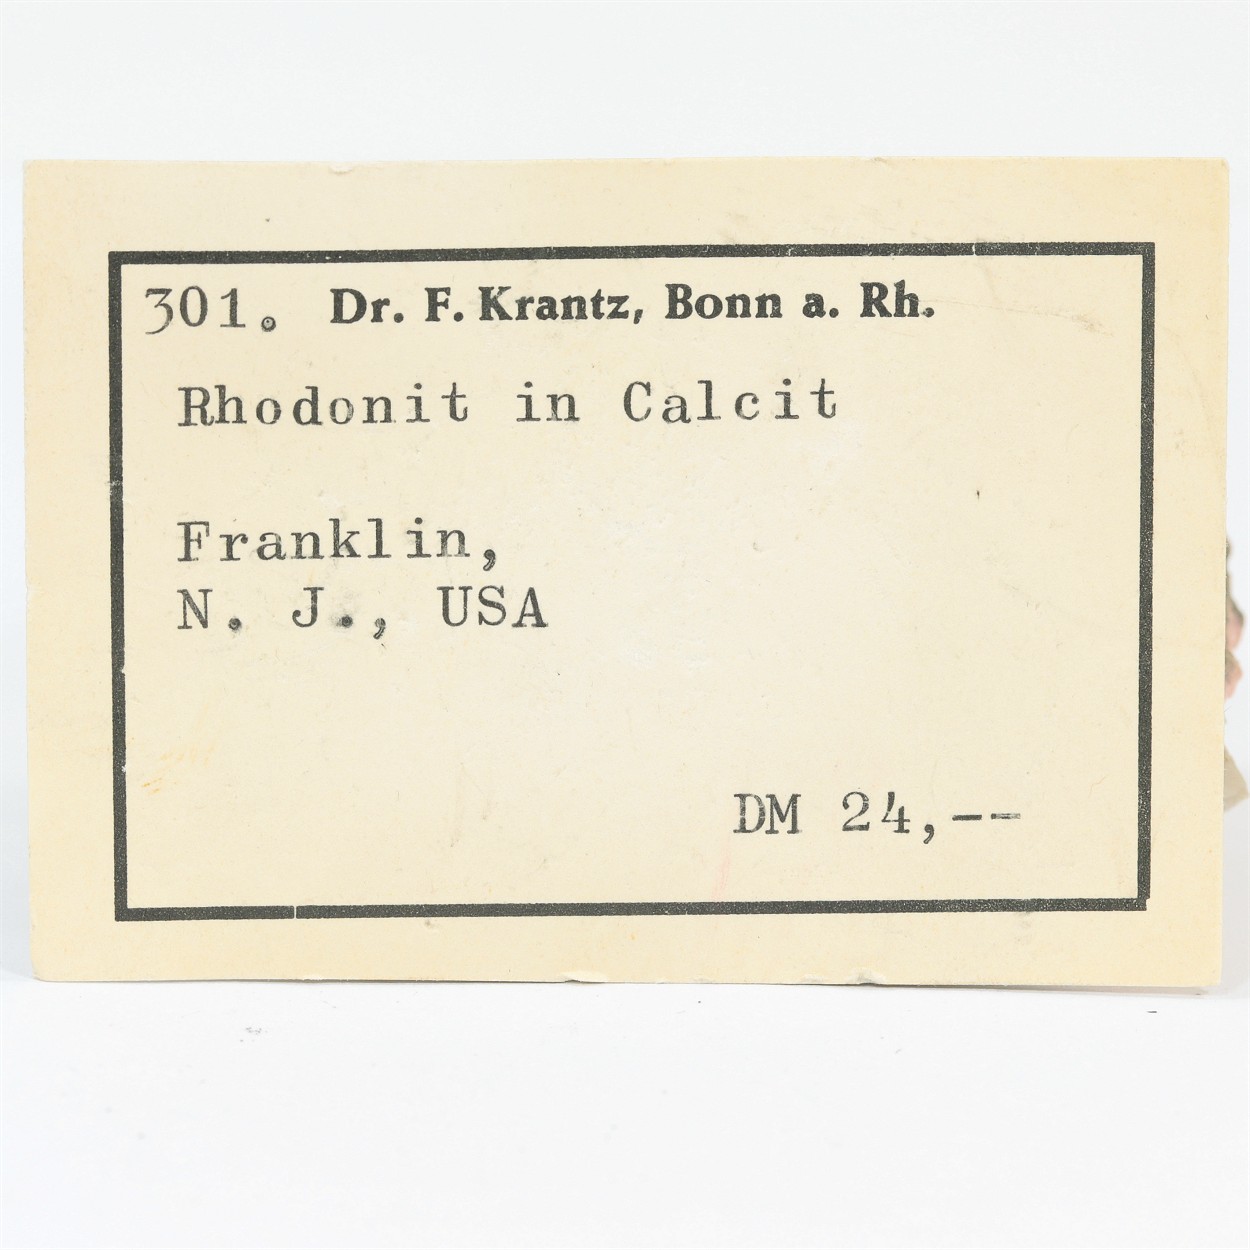 301. Dr. F. Krantz, Bonn a. Rh.
Rhodonit in Calcit
Franklin,
N. J., USA
DM 24,--